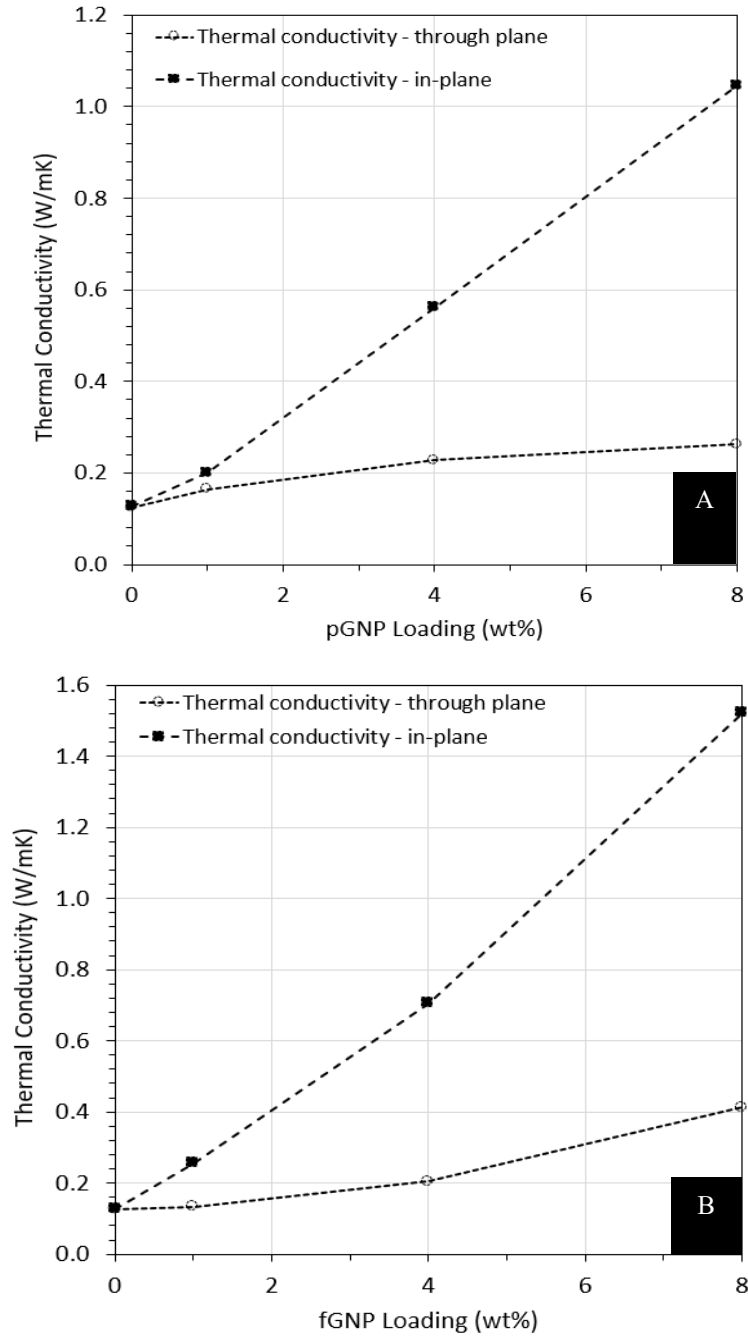 Thermal conductivity - through plane
Thermal conductivity - in-plane
1.2
1.0
0.8
0.6
0.4
0.2
0.0
Thermal Conductivity (W/mK)
A
0 2 4 6 8
pGNP Loading (wt%)
Thermal conductivity - through plane
Thermal conductivity - in-plane
1.6
1.4
1.2
1.0
0.8
0.6
0.4
0.2
0.0
Thermal Conductivity (W/mK)
B
0 2 4 6 8
fGNP Loading (wt%)